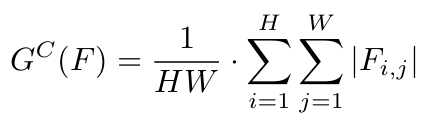 $G^C(F) = \frac{1}{HW} \cdot \sum_{i=1}^{H} \sum_{j=1}^{W} |F_{i,j}|$